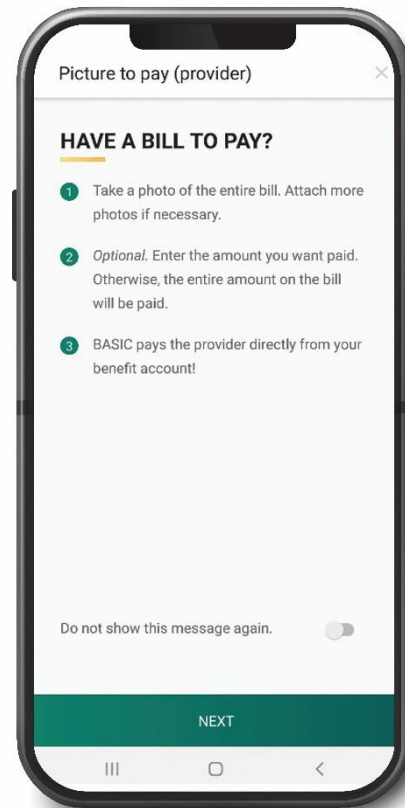 Picture to pay (provider)
HAVE A BILL TO PAY?
1 Take a photo of the entire bill. Attach more
photos if necessary.
2 Optional. Enter the amount you want paid.
Otherwise, the entire amount on the bill
will be paid.
3 BASIC pays the provider directly from your
benefit account!
Do not show this message again.
NEXT